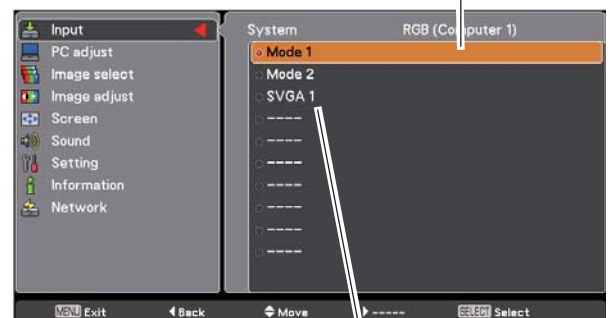 Input
PC adjust
Image select
Image adjust
Screen
Sound
Setting
Information
Network
System RGB (Computer 1)
Mode 1
Mode 2
SVGA 1
----
----
----
----
----
----
----
MENU Exit Back Move ----- SELECT Select